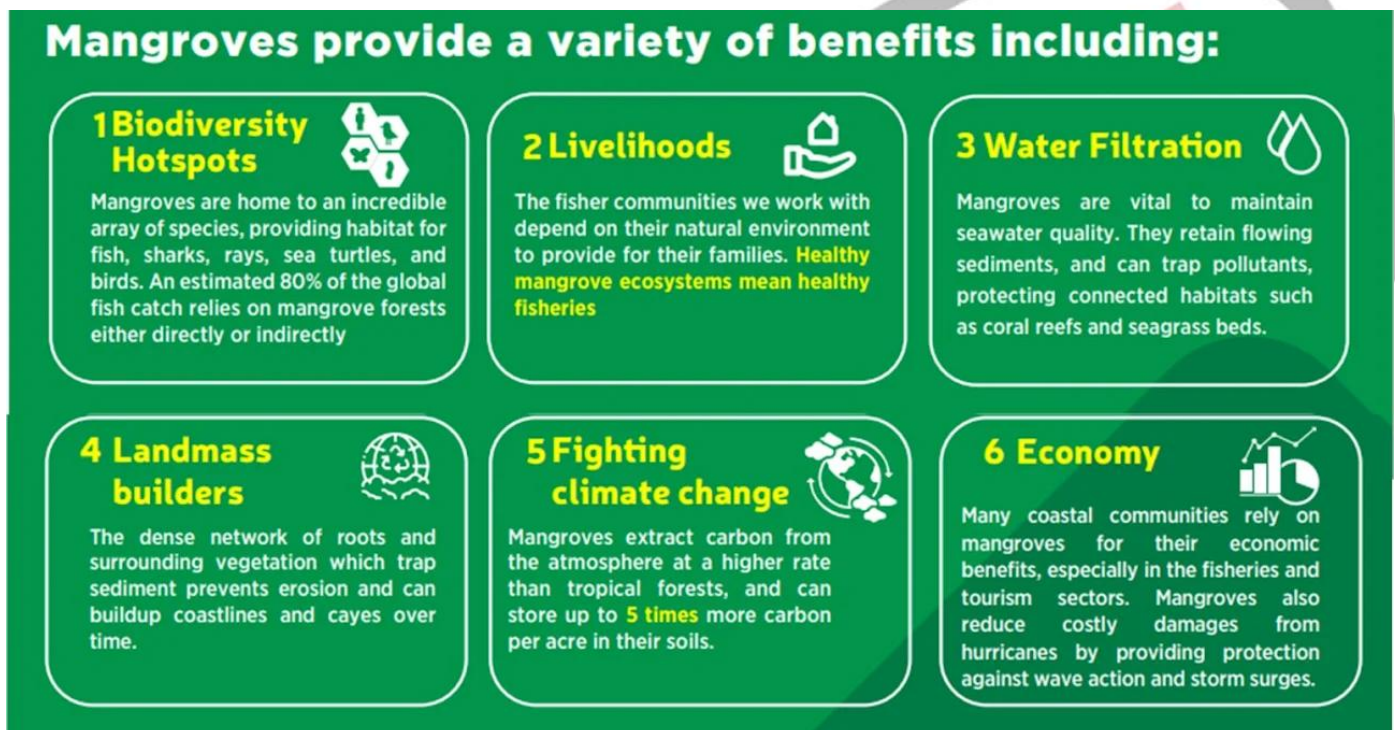 Mangroves provide a variety of benefits including:
1 Biodiversity
Hotspots
Mangroves are home to an incredible
array of species, providing habitat for
fish, sharks, rays, sea turtles, and
birds. An estimated 80% of the global
fish catch relies on mangrove forests
either directly or indirectly
2 Livelihoods
The fisher communities we work with
depend on their natural environment
to provide for their families. Healthy
mangrove ecosystems mean healthy
fisheries
3 Water Filtration
Mangroves are vital to maintain
seawater quality. They retain flowing
sediments, and can trap pollutants,
protecting connected habitats such
as coral reefs and seagrass beds.
4 Landmass
builders
The dense network of roots and
surrounding vegetation which trap
sediment prevents erosion and can
buildup coastlines and cayes over
time.
5 Fighting
climate change
Mangroves extract carbon from
the atmosphere at a higher rate
than tropical forests, and can
store up to 5 times more carbon
per acre in their soils.
6 Economy
Many coastal communities rely on
mangroves for their economic
benefits, especially in the fisheries and
tourism sectors. Mangroves also
reduce costly damages from
hurricanes by providing protection
against wave action and storm surges.